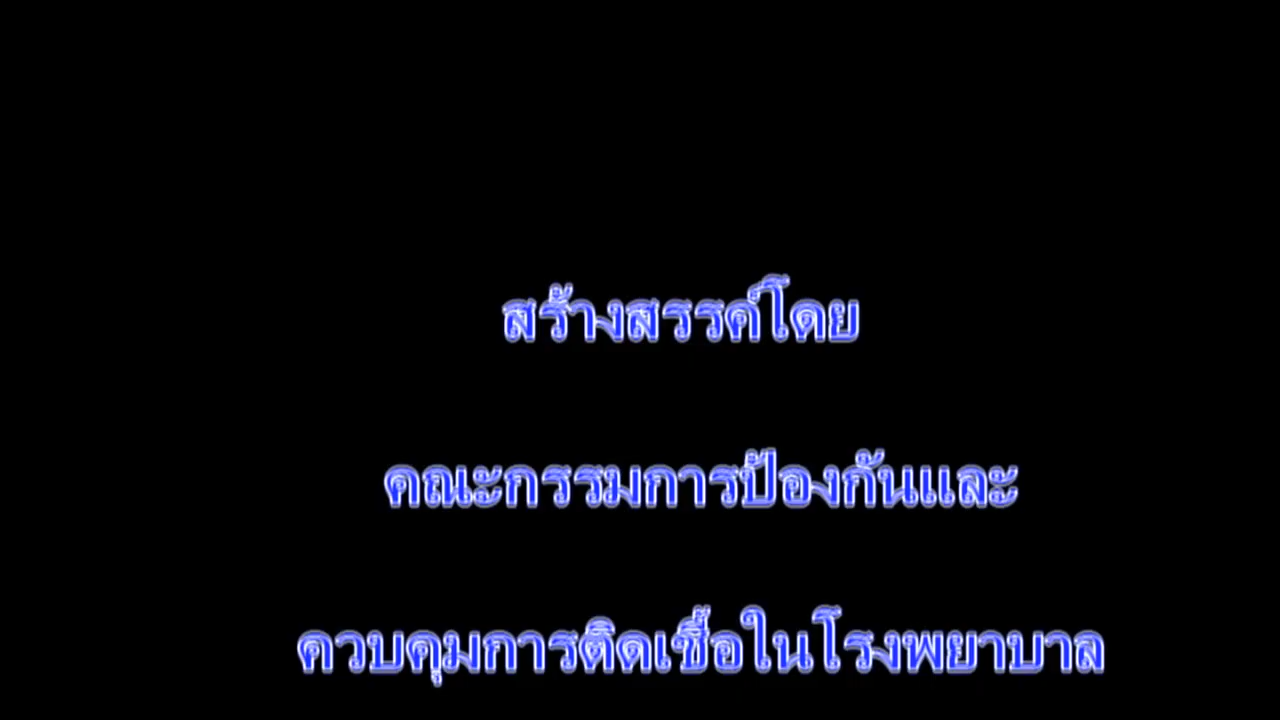 สร้างสรรค์โดย
คณะกรรมการป้องกันและ
ควบคุมการติดเชื้อในโรงพยาบาล